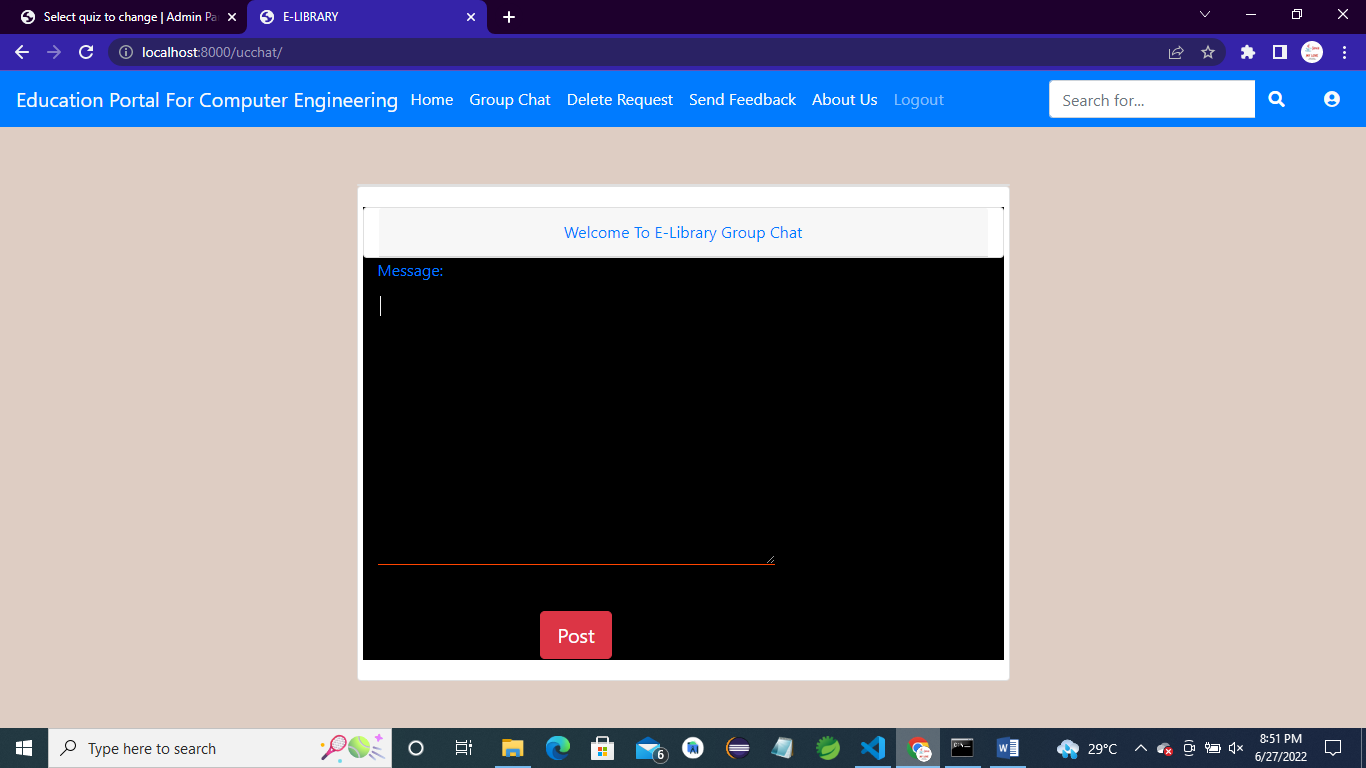 Select quiz to change | Admin Pa
E-LIBRARY
localhost:8000/ucchat/
Education Portal For Computer Engineering Home Group Chat Delete Request Send Feedback About Us Logout Search for...
Welcome To E-Library Group Chat
Message:
Post
Type here to search
6
29°C
8:51 PM
6/27/2022